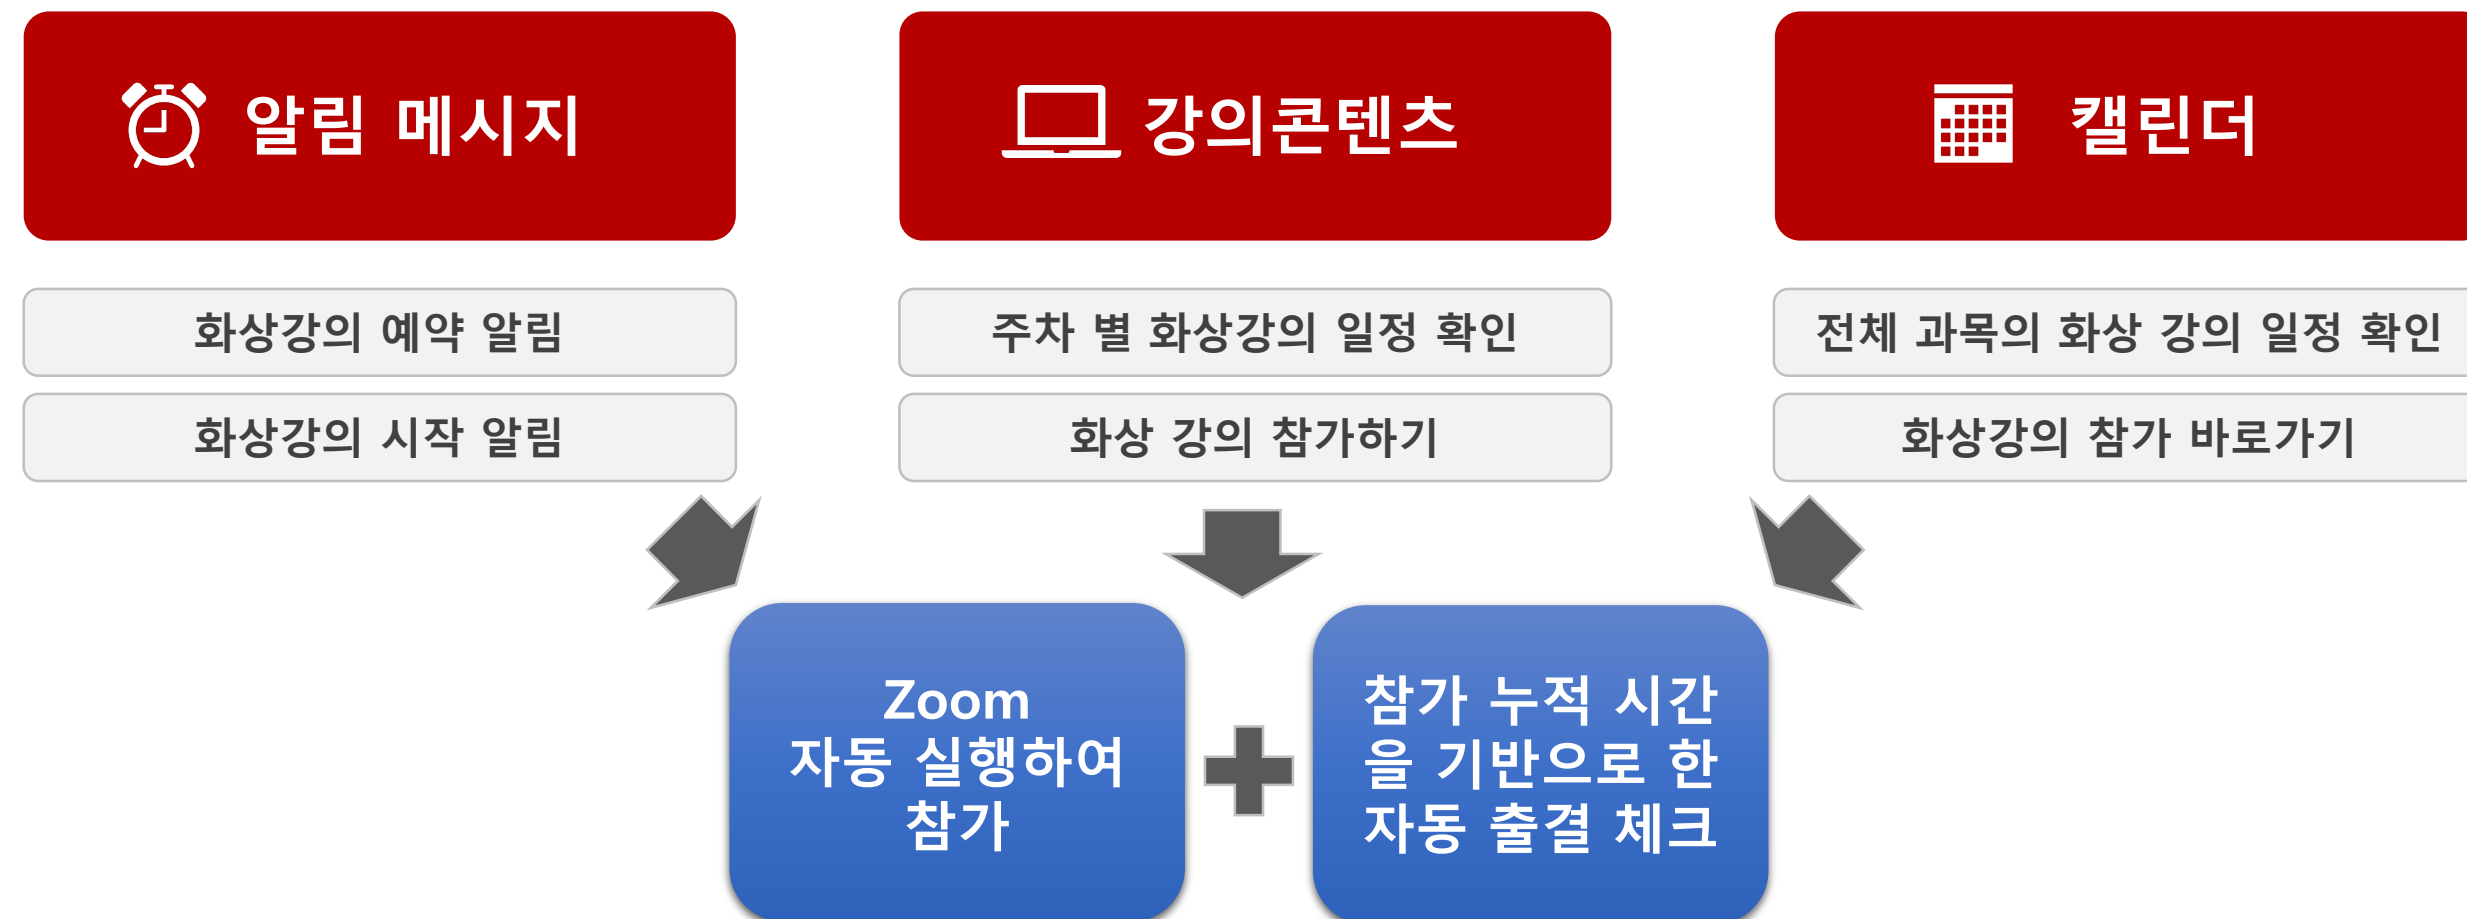 알림 메시지
강의콘텐츠
캘린더
화상강의 예약 알림
주차 별 화상강의 일정 확인
전체 과목의 화상 강의 일정 확인
화상강의 시작 알림
화상 강의 참가하기
화상강의 참가 바로가기
Zoom
자동 실행하여
참가
참가 누적 시간
을 기반으로 한
자동 출결 체크